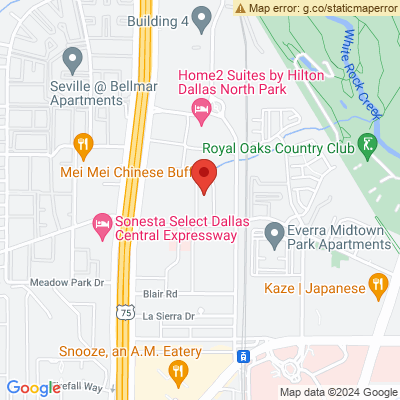 Map error: g.co/staticmaperror
Building 4
White Rock Creek
Seville @ Bellmar
Apartments
Home2 Suites by Hilton
Dallas North Park
Royal Oaks Country Club
Mei Mei Chinese Buff
Sonesta Select Dallas
Central Expressway
Everra Midtown
Park Apartments
Meadow Park Dr
Blair Rd
Kaze | Japanese
75
La Sierra Dr
Snooze, an A.M. Eatery
Google
Firefall Way
Map data ©2024 Google